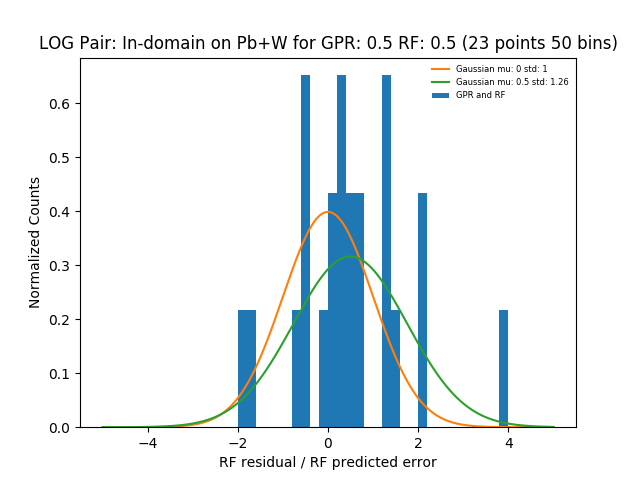 LOG Pair: In-domain on Pb+W for GPR: 0.5 RF: 0.5 (23 points 50 bins)
Gaussian mu: 0 std: 1
Gaussian mu: 0.5 std: 1.26
GPR and RF
Normalized Counts
0.6
0.5
0.4
0.3
0.2
0.1
0.0
−4 −2 0 2 4
RF residual / RF predicted error